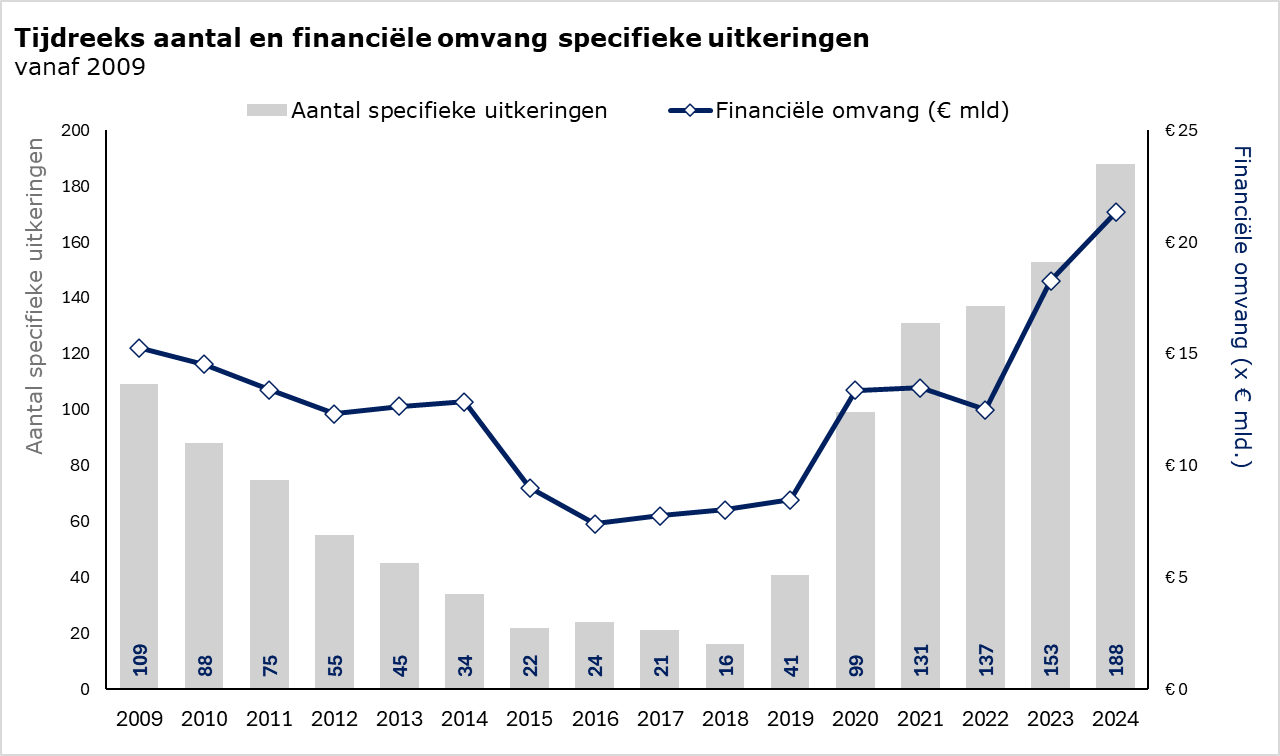 Tijdreeks aantal en financiële omvang specifieke uitkeringen
vanaf 2009
Aantal specifieke uitkeringen
Financiële omvang (€ mld)
Aantal specifieke uitkeringen
200
180
160
140
120
100
80
60
40
20
0
€ 25
€ 20
€ 15
€ 10
€ 5
€ 0
Financiële omvang (x € mld.)
109 88 75 55 45 34 22 24 21 16 41 99 131 137 153 188
2009 2010 2011 2012 2013 2014 2015 2016 2017 2018 2019 2020 2021 2022 2023 2024